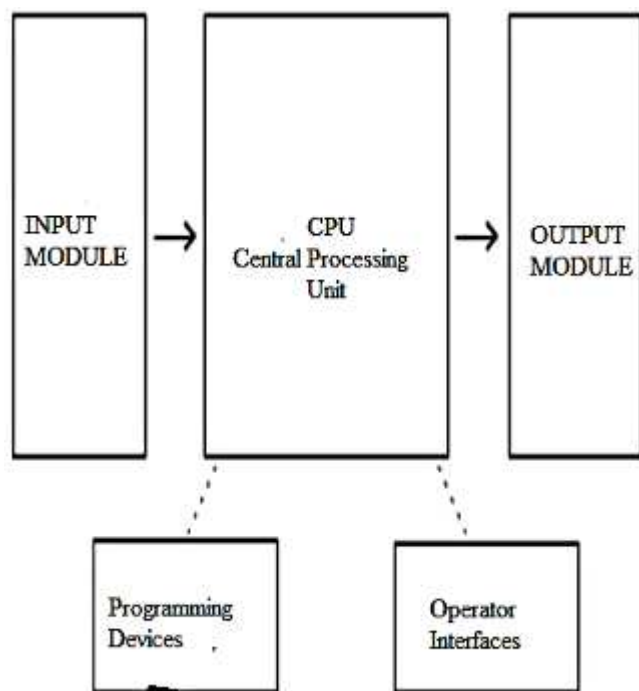 INPUT
MODULE
CPU
Central Processing
Unit
OUTPUT
MODULE
Programming
Devices
Operator
Interfaces